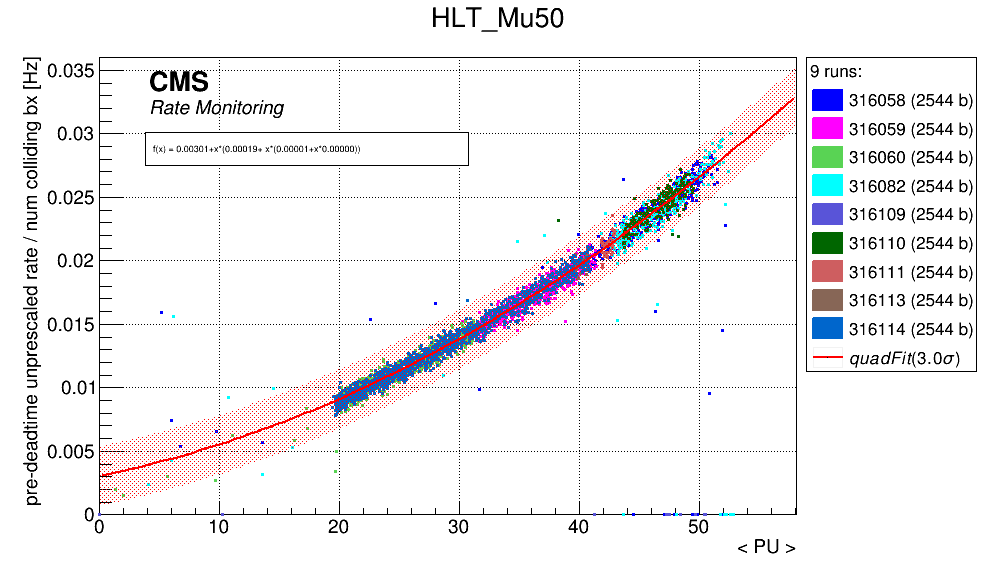 HLT_Mu50
pre-deadtime unprescaled rate / num colliding bx [Hz]
0.035
0.03
0.025
0.02
0.015
0.01
0.005
0
CMS
Rate Monitoring
f(x) = 0.00301+x*(0.00019+ x*(0.00001+x*0.00000))
0 10 20 30 40 50
< PU >
9 runs:
316058 (2544 b)
316059 (2544 b)
316060 (2544 b)
316082 (2544 b)
316109 (2544 b)
316110 (2544 b)
316111 (2544 b)
316113 (2544 b)
316114 (2544 b)
quadFit(3.0σ)